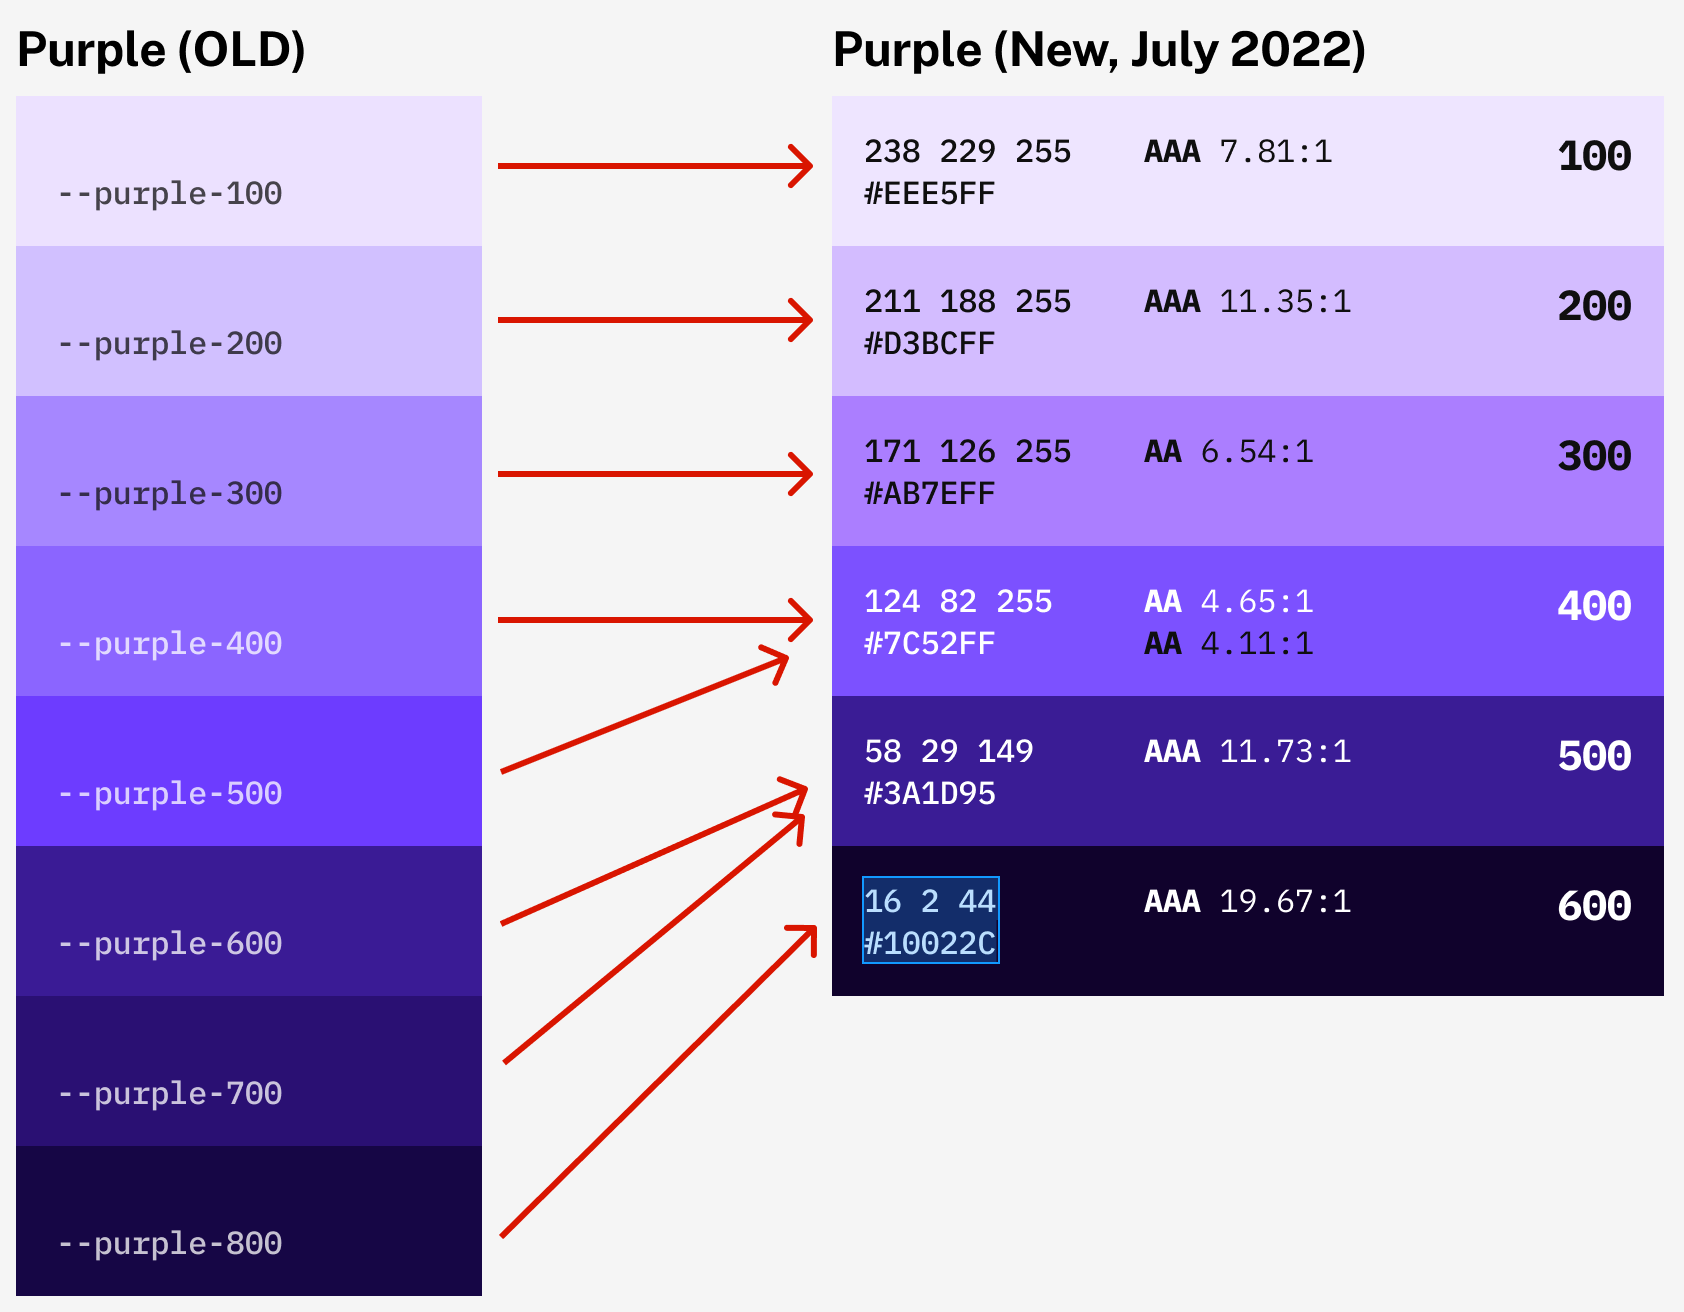 Purple (OLD)
--purple-100
--purple-200
--purple-300
--purple-400
--purple-500
--purple-600
--purple-700
--purple-800
Purple (New, July 2022)
238 229 255 AAA 7.81:1 100
#EEE5FF
211 188 255 AAA 11.35:1 200
#D3BCFF
171 126 255 AA 6.54:1 300
#AB7EFF
124 82 255 AA 4.65:1 400
#7C52FF AA 4.11:1
58 29 149 AAA 11.73:1 500
#3A1D95
16 2 44 AAA 19.67:1 600
#10022C